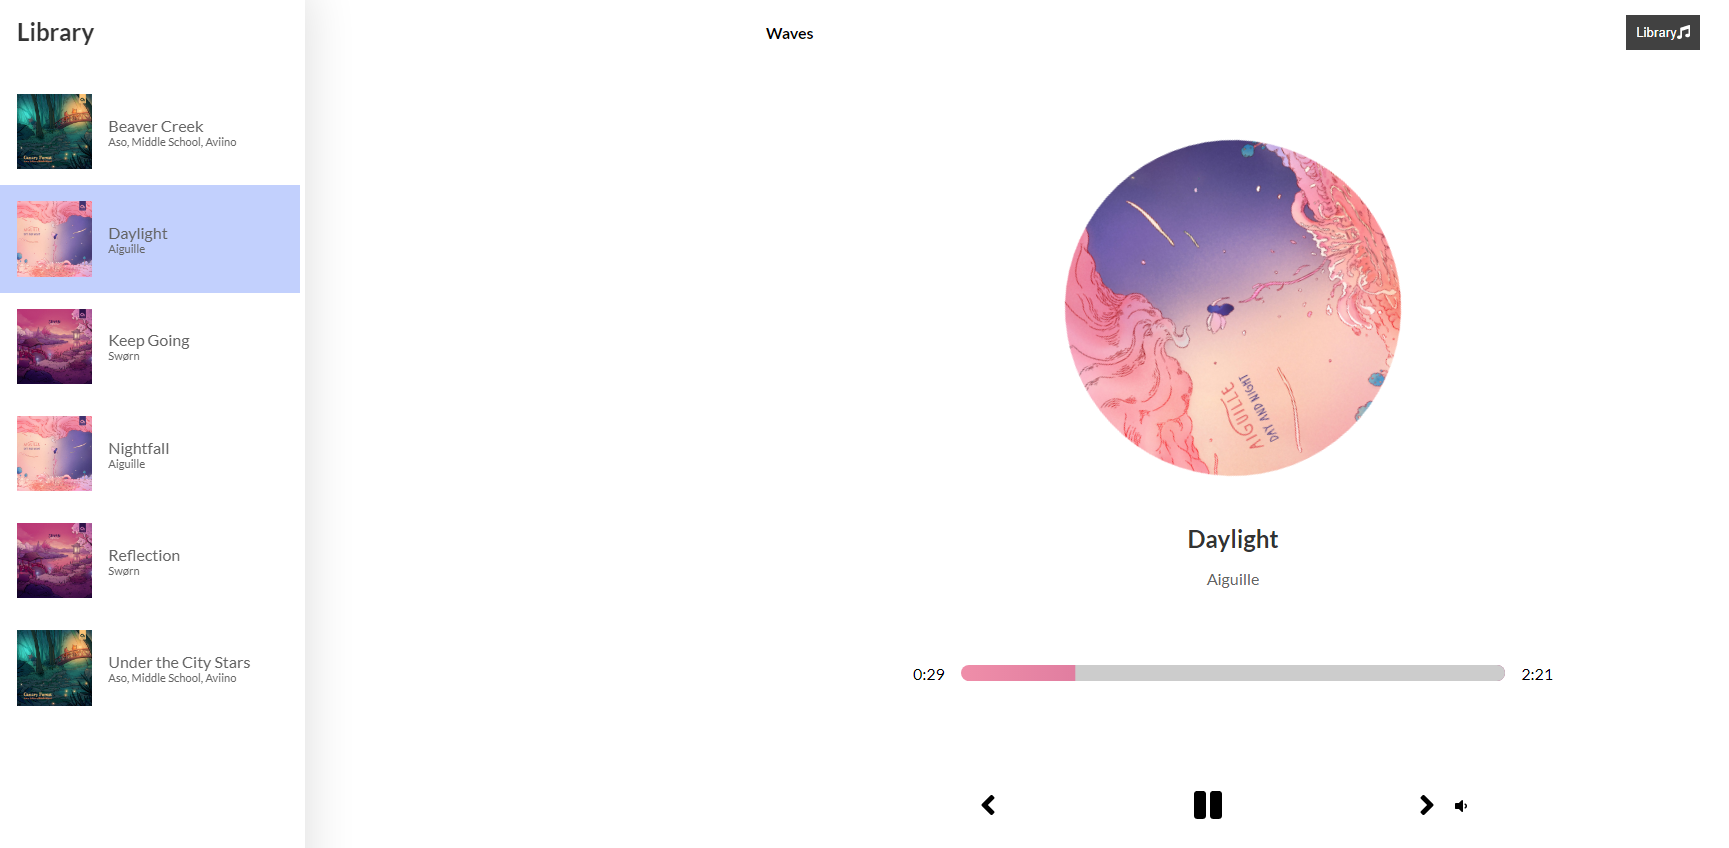 Library
Waves
Library
Beaver Creek
Aso, Middle School, Aviino
Daylight
Aiguille
Keep Going
Swørn
Nightfall
Aiguille
Reflection
Swørn
Under the City Stars
Aso, Middle School, Aviino
AIGUILLE
DAY AND NIGHT
Daylight
Aiguille
0:29
2:21